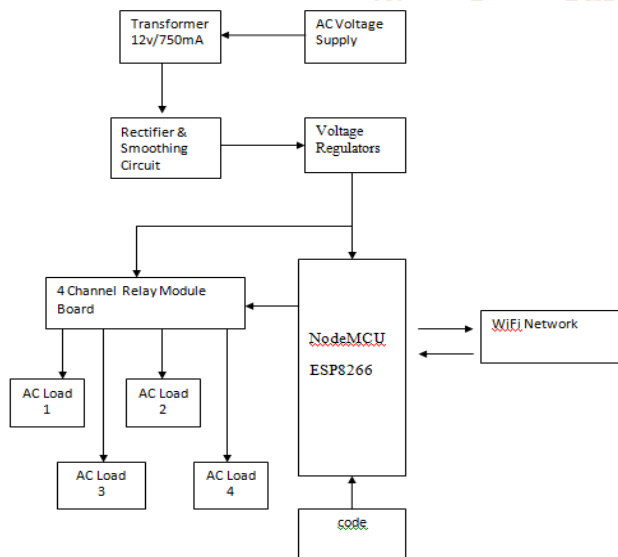 Transformer
12v/750mA
AC Voltage
Supply
Rectifier &
Smoothing
Circuit
Voltage
Regulators
4 Channel Relay Module
Board
NodeMCU
ESP8266
WiFi Network
AC Load
1
AC Load
2
AC Load
3
AC Load
4
code